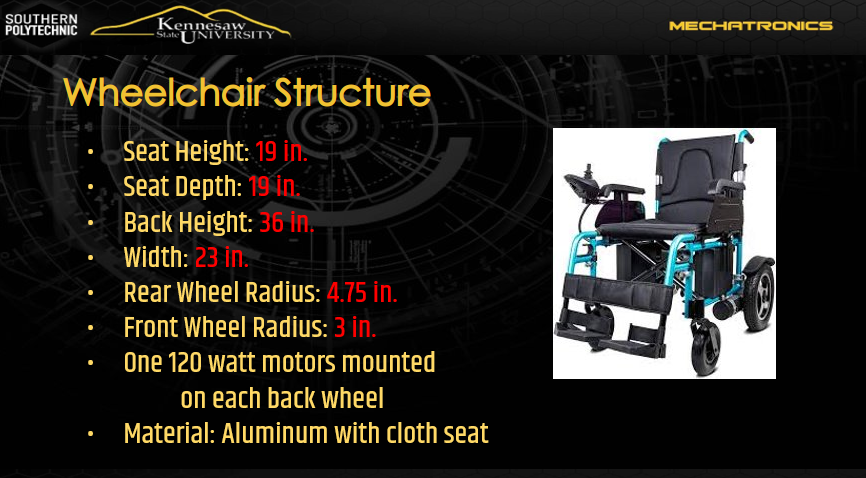 SOUTHERN
POLYTECHNIC
Kennesaw
State UNIVERSITY
MECHATRONICS
Wheelchair Structure
• Seat Height: 19 in.
• Seat Depth: 19 in.
• Back Height: 36 in.
• Width: 23 in.
• Rear Wheel Radius: 4.75 in.
• Front Wheel Radius: 3 in.
• One 120 watt motors mounted
on each back wheel
• Material: Aluminum with cloth seat